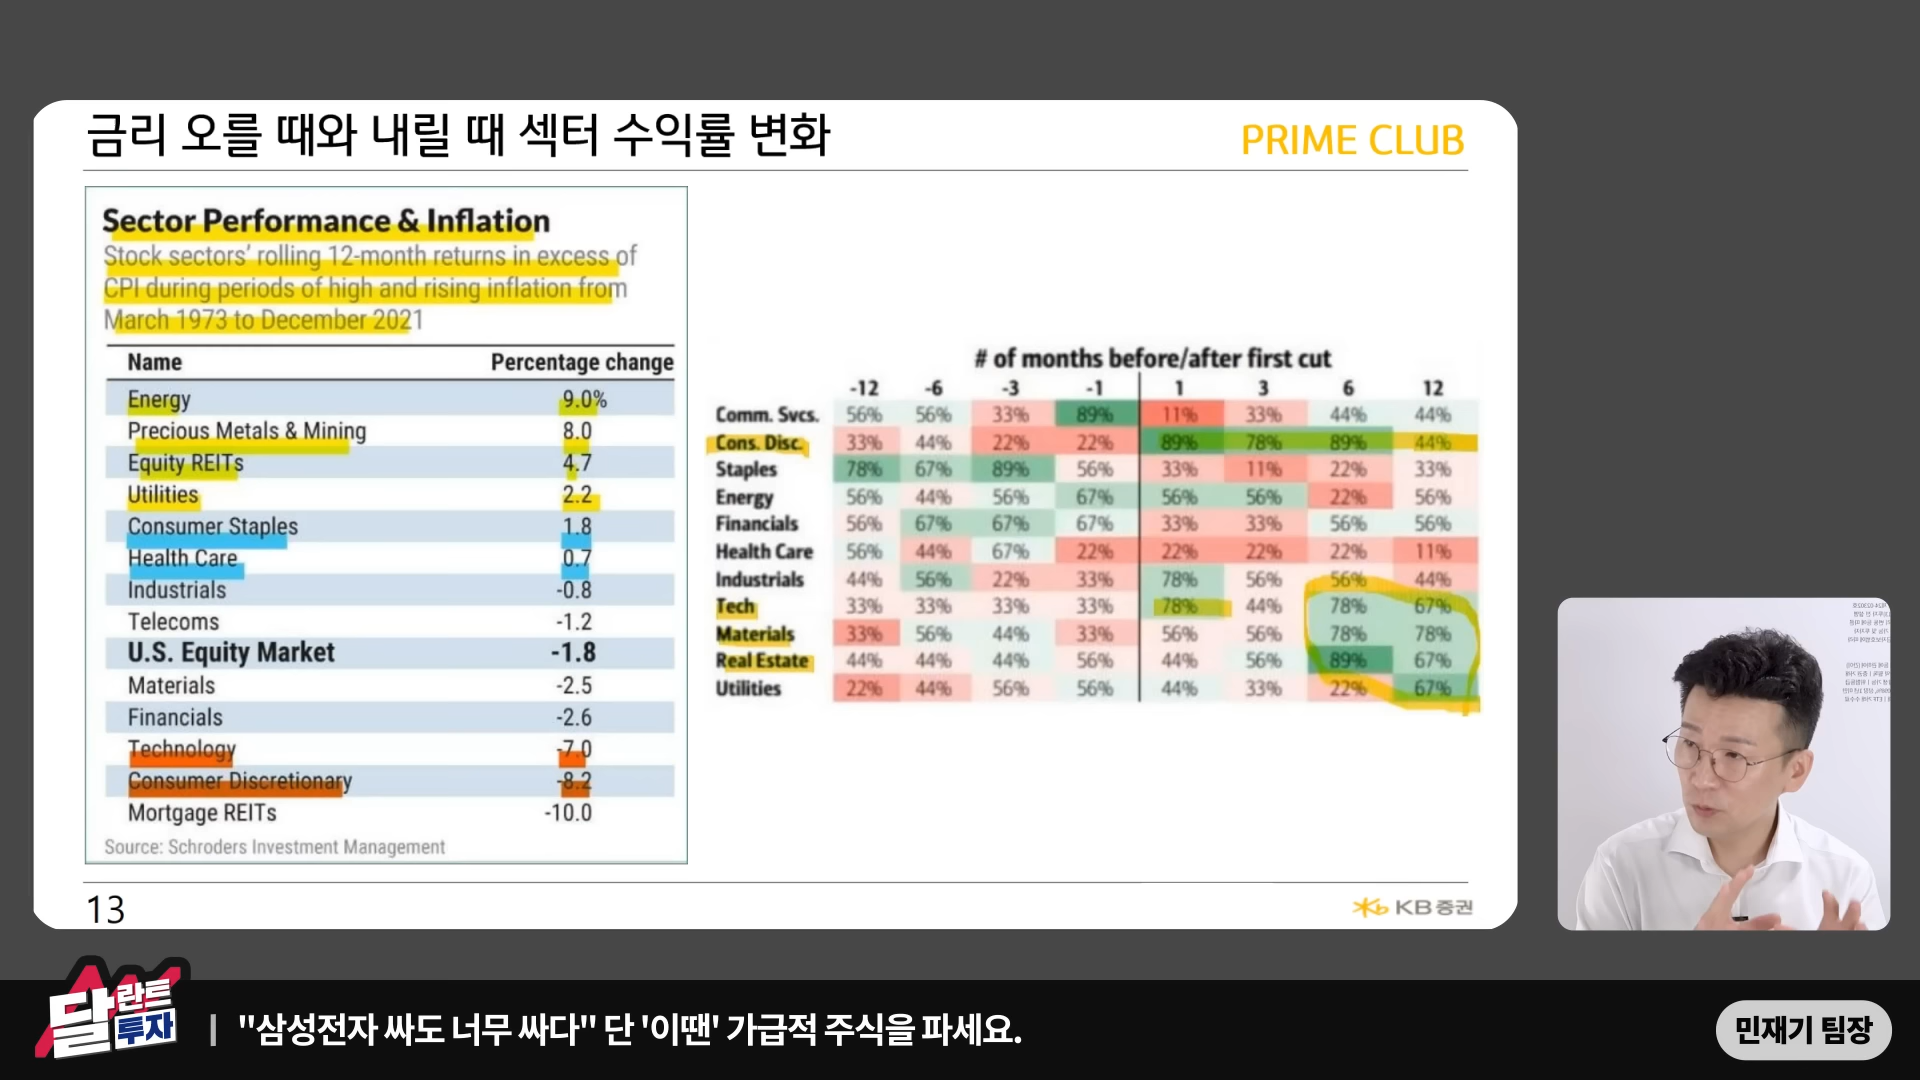 금리 오를 때와 내릴 때 섹터 수익률 변화
PRIME CLUB
Sector Performance & Inflation
Stock sectors' rolling 12-month returns in excess of
CPI during periods of high and rising inflation from
March 1973 to December 2021
Name Percentage change
Energy 9.0%
Precious Metals & Mining 8.0
Equity REITs 4.7
Utilities 2.2
Consumer Staples 1.8
Health Care 0.7
Industrials -0.8
Telecoms -1.2
U.S. Equity Market -1.8
Materials -2.5
Financials -2.6
Technology -7.0
Consumer Discretionary -8.2
Mortgage REITs -10.0
Source: Schroders Investment Management
# of months before/after first cut
-12 -6 -3 -1 1 3 6 12
Comm. Svcs. 56% 56% 33% 89% 11% 33% 44% 44%
Cons. Disc. 33% 44% 22% 22% 89% 78% 89% 44%
Staples 78% 67% 89% 56% 33% 11% 22% 33%
Energy 56% 44% 56% 67% 56% 56% 22% 56%
Financials 56% 67% 67% 67% 33% 33% 56% 56%
Health Care 56% 44% 67% 22% 22% 22% 22% 11%
Industrials 44% 56% 22% 33% 78% 56% 56% 44%
Tech 33% 33% 33% 33% 78% 44% 78% 67%
Materials 33% 56% 44% 33% 56% 56% 78% 78%
Real Estate 44% 44% 44% 56% 44% 56% 89% 67%
Utilities 22% 44% 56% 56% 44% 33% 22% 67%
13
KB증권
달란트
투자
| "삼성전자 싸도 너무 싸다" 단 '이땐' 가급적 주식을 파세요.
민재기 팀장